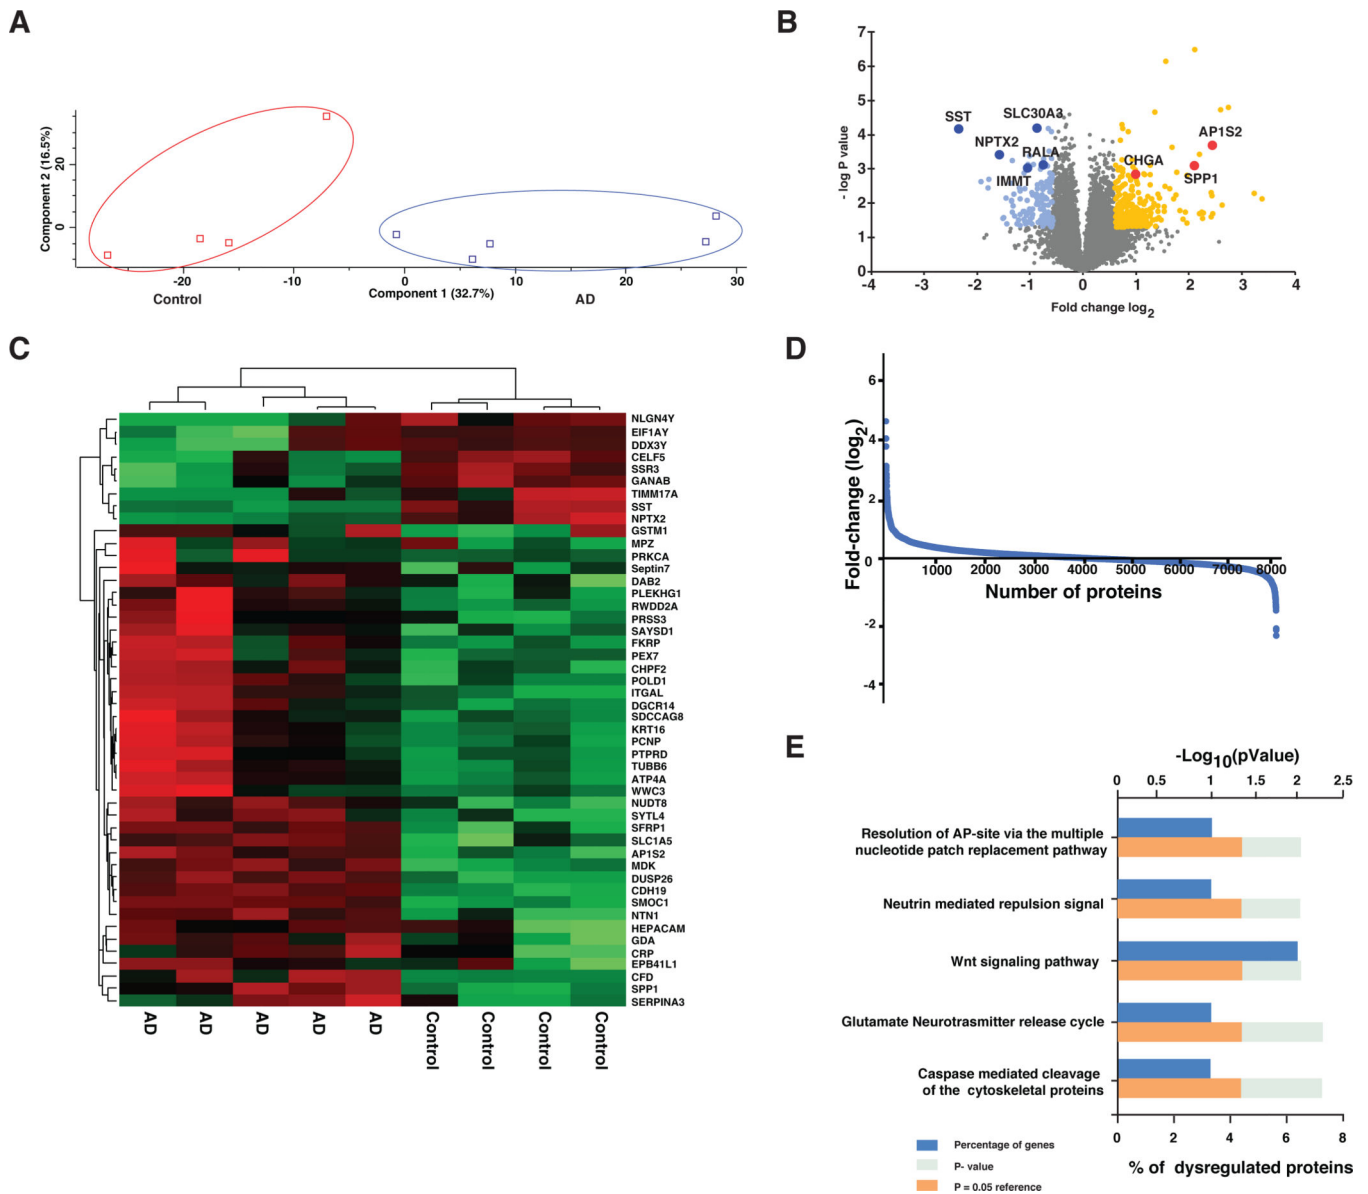 A
Component 2 (16.5%)
20
0
-20
-10
0
10
20
30
Control
Component 1 (32.7%)
AD
B
- log P value
7
6
5
4
3
2
1
0
SST
SLC30A3
NPTX2
RALA
IMMT
CHGA
AP1S2
SPP1
-4
-3
-2
-1
0
1
2
3
4
Fold change log2
C
NLGN4Y
EIF1AY
DDX3Y
CELF5
SSR3
GANAB
TIMM17A
SST
NPTX2
GSTM1
MPZ
PRKCA
Septin7
DAB2
PLEKHG1
RWDD2A
PRSS3
SAYSD1
FKRP
PEX7
CHPF2
POLD1
ITGAL
DGCR14
SDCCAG8
KRT16
PCNP
PTPRD
TUBB6
ATP4A
WWC3
NUDT8
SYTL4
SFRP1
SLC1A5
AP1S2
MDK
DUSP26
CDH19
SMOC1
NTN1
HEPACAM
GDA
CRP
EPB41L1
CFD
SPP1
SERPINA3
AD
AD
AD
AD
AD
Control
Control
Control
Control
D
Fold-change (log2)
6
4
2
0
-2
-4
0
1000
2000
3000
4000
5000
6000
7000
8000
Number of proteins
E
-Log10(pValue)
0
0.5
1
1.5
2
2.5
Resolution of AP-site via the multiple
nucleotide patch replacement pathway
Neutrin mediated repulsion signal
Wnt signaling pathway
Glutamate Neurotrasmitter release cycle
Caspase mediated cleavage
of the cytoskeletal proteins
0
2
4
6
8
% of dysregulated proteins
Percentage of genes
P- value
P = 0.05 reference